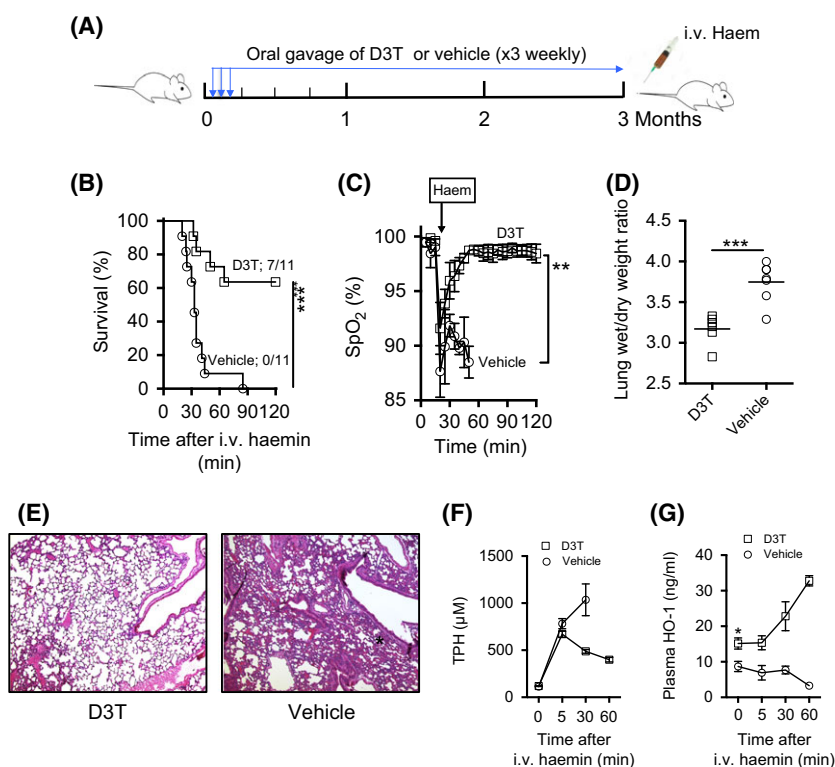 (A)
Oral gavage of D3T or vehicle (x3 weekly)
i.v. Haem
0
1
2
3 Months
(B)
100
80
60
40
20
0
Survival (%)
D3T; 7/11
Vehicle; 0/11
***
***
0 30 60 90 120
Time after i.v. haemin
(min)
(C)
Haem
100
95
90
85
SpO2 (%)
D3T
Vehicle
**
0 30 60 90 120
Time (min)
(D)
4.5
4.0
3.5
3.0
2.5
Lung wet/dry weight ratio
***
D3T
Vehicle
(E)
*
D3T
Vehicle
(F)
D3T
Vehicle
1500
1000
500
0
TPH (µM)
0 5 30 60
Time after
i.v. haemin (min)
(G)
D3T
Vehicle
40
30
20
10
0
Plasma HO-1 (ng/ml)
*
0 5 30 60
Time after
i.v. haemin (min)